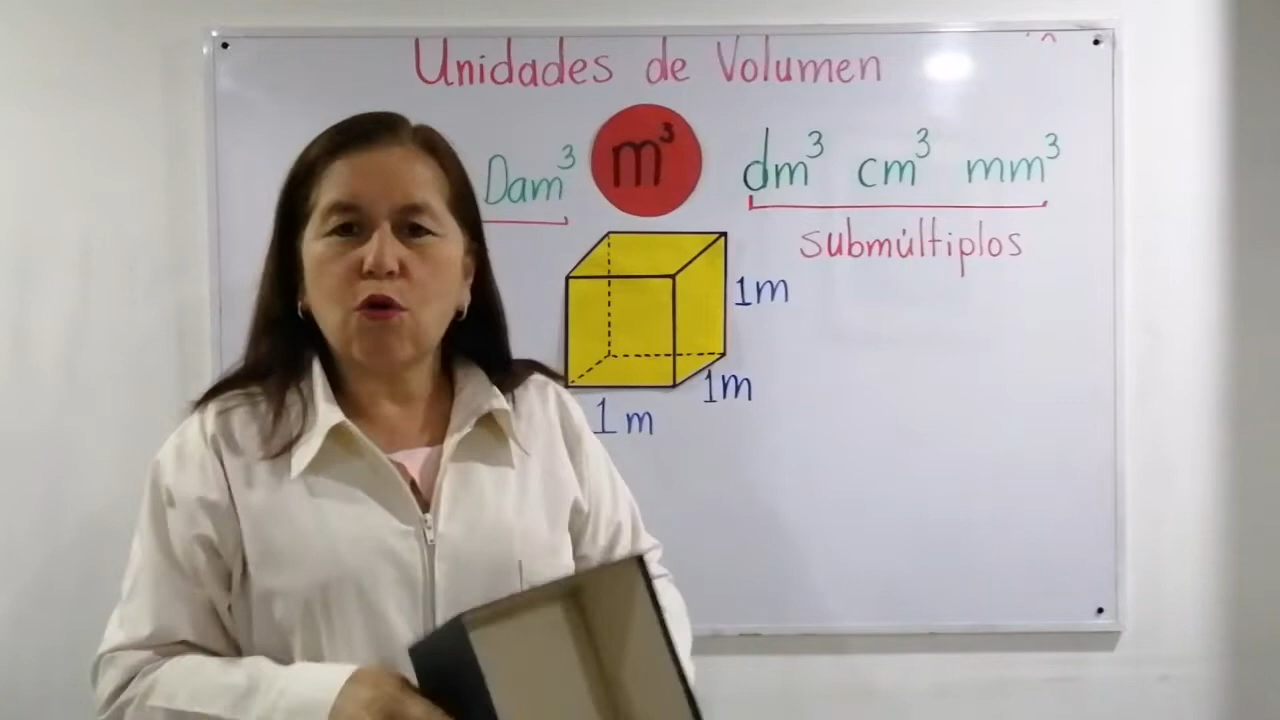 Unidades de Volumen
Dam³ m³ dm³ cm³ mm³
submúltiplos
1m
1m
1m